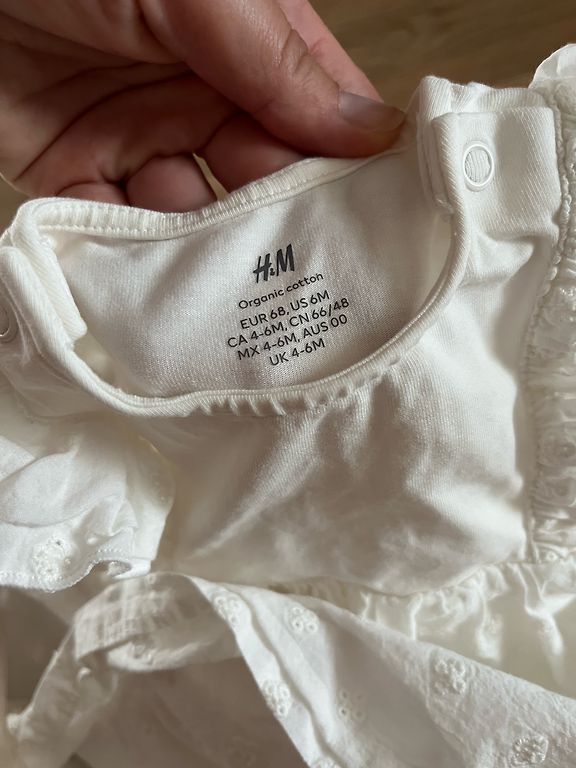 H&M
Organic cotton
EUR 68, US 6M
CA 4-6M, CN 66/48
MX 4-6M, AUS 00
UK 4-6M